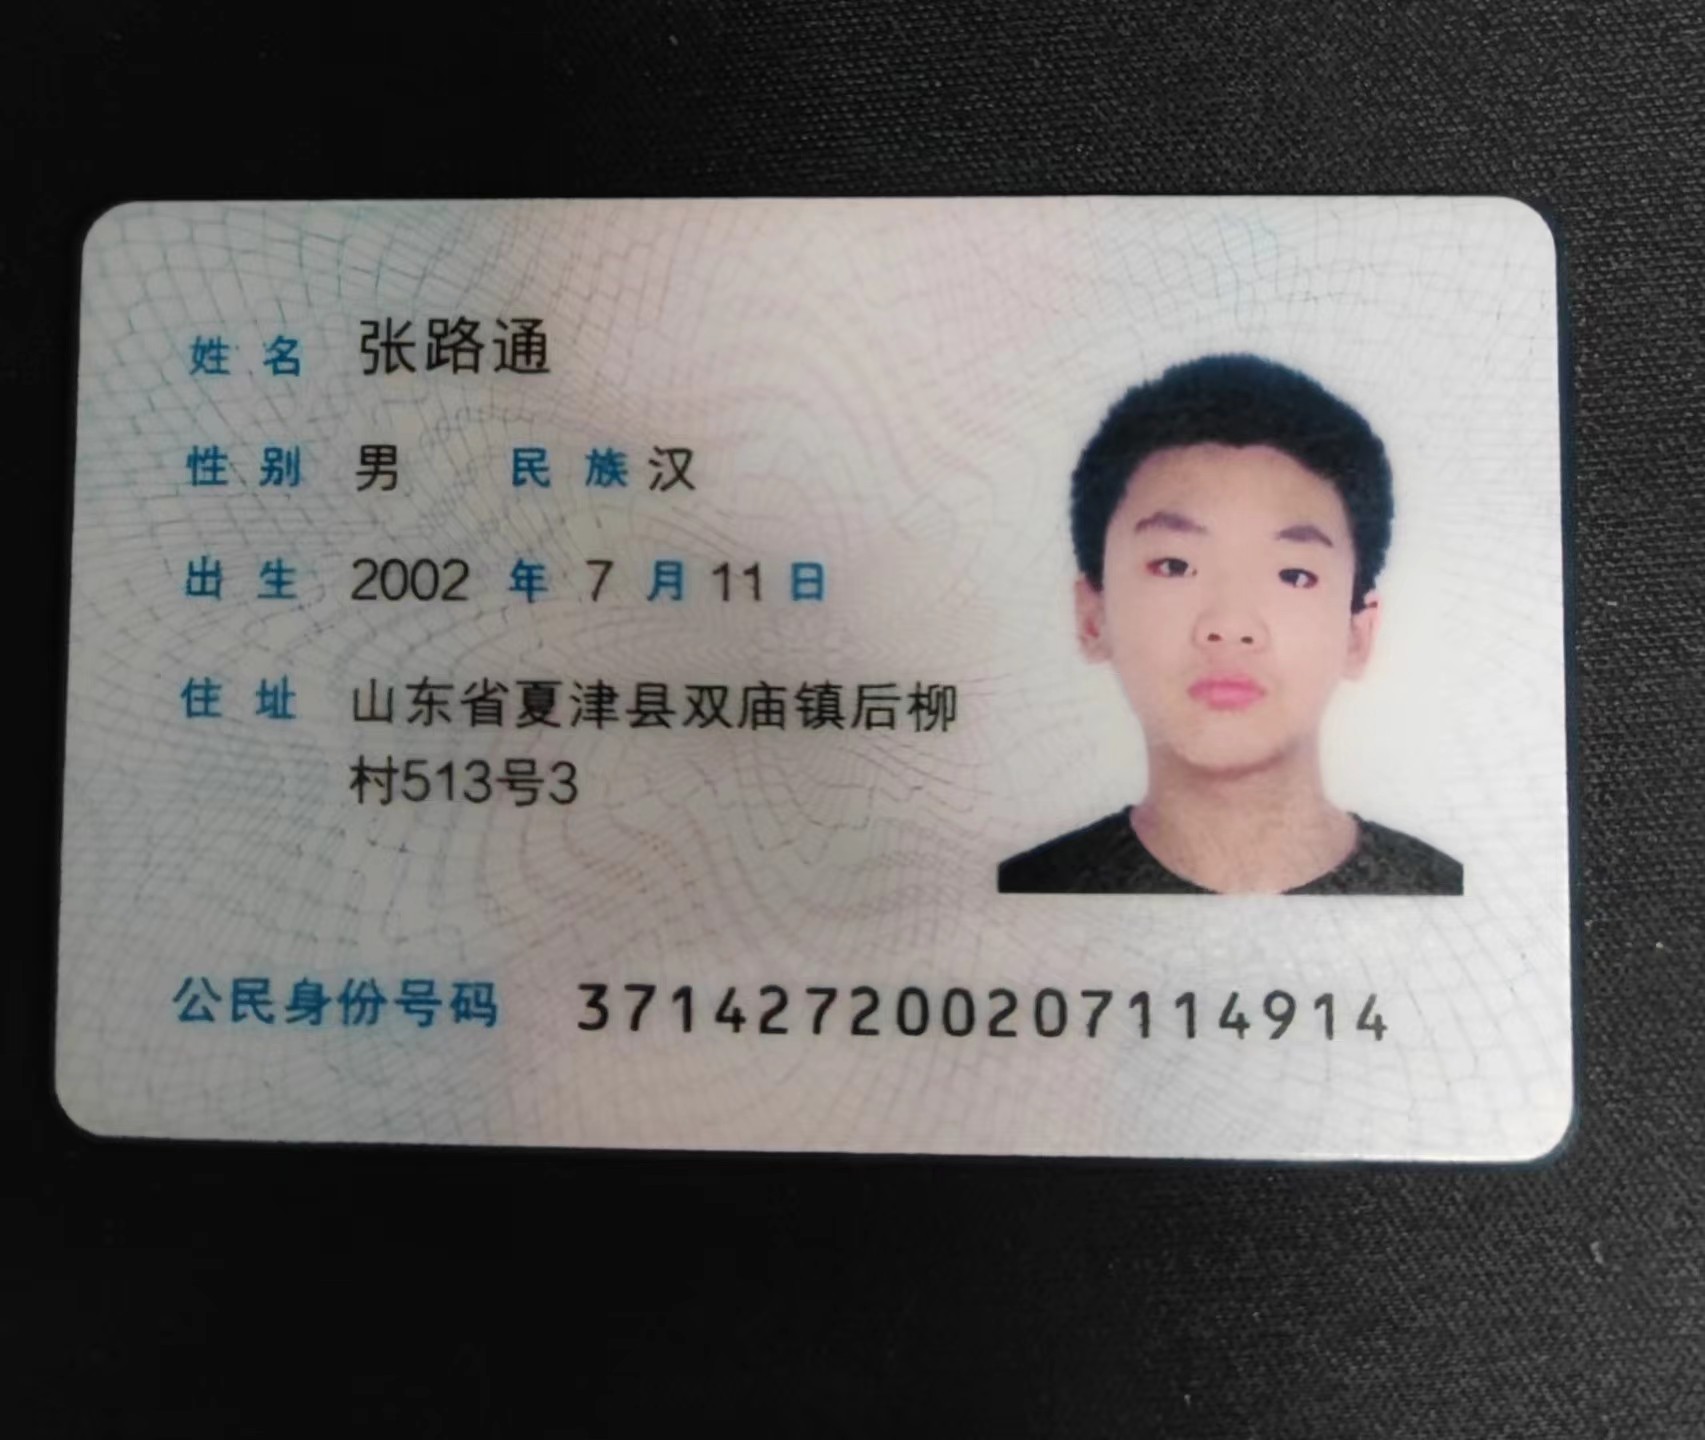 姓名 张路通
性别 男 民族 汉
出生 2002 年 7 月 11 日
住址 山东省夏津县双庙镇后柳
村513号3
公民身份号码 371427200207114914